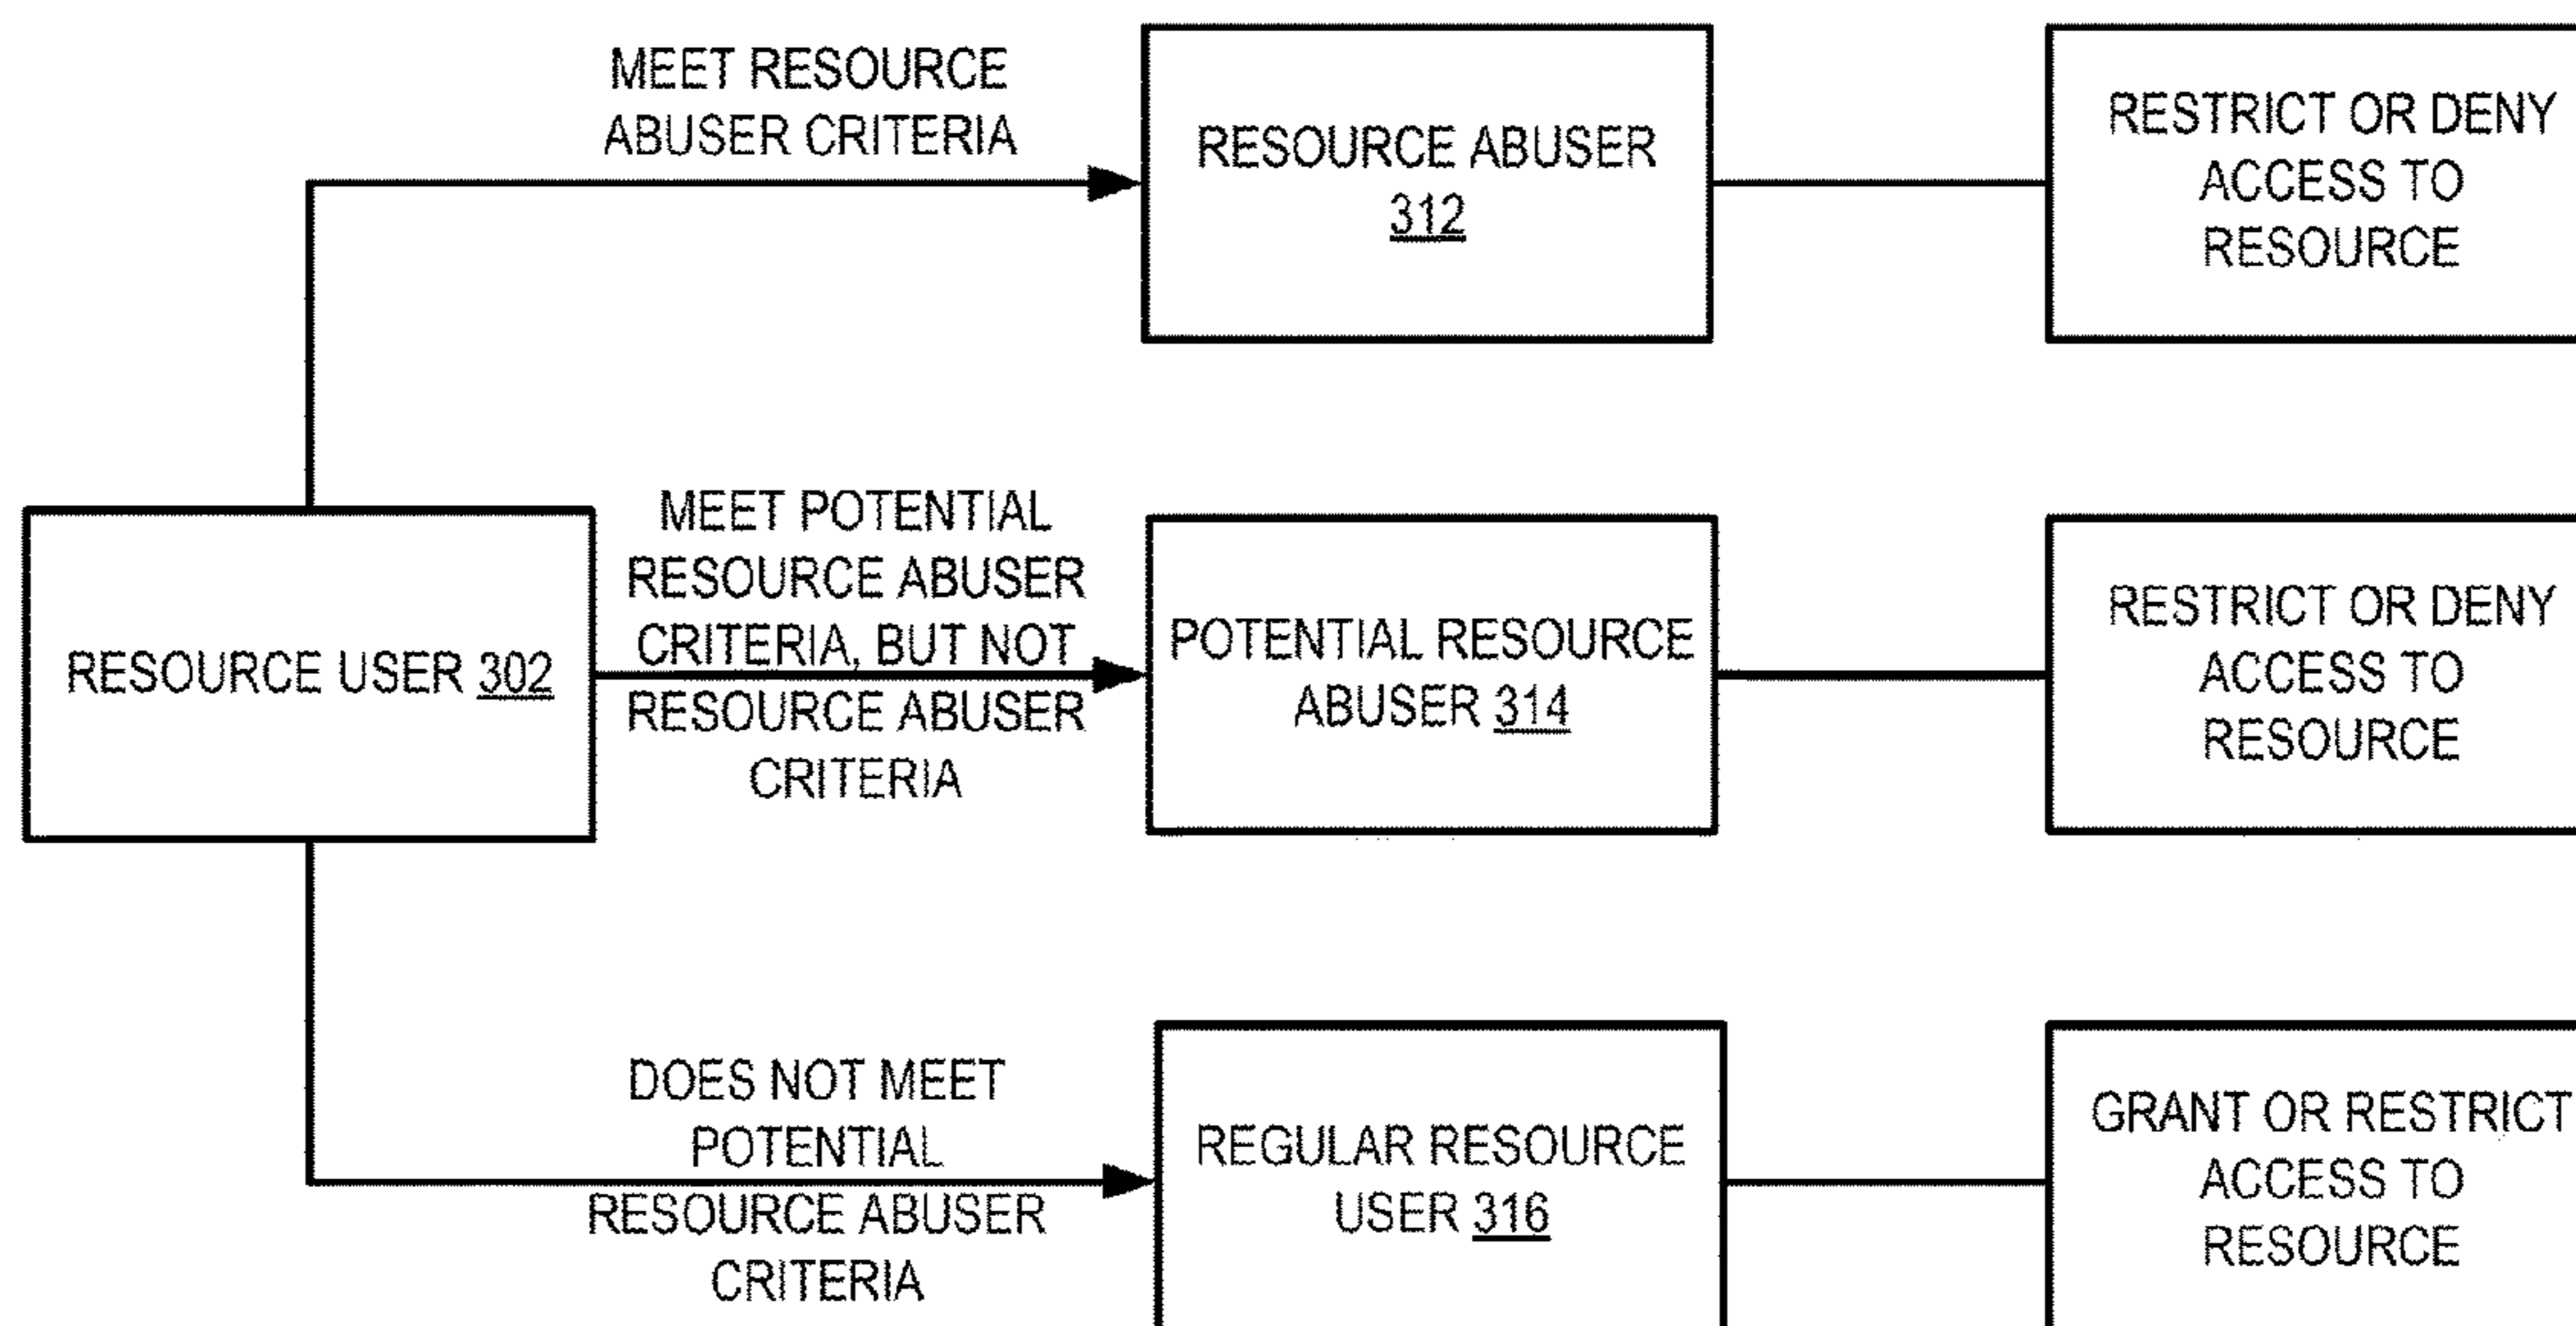 MEET RESOURCE
ABUSER CRITERIA
RESOURCE ABUSER
312
RESTRICT OR DENY
ACCESS TO
RESOURCE
RESOURCE USER 302
MEET POTENTIAL
RESOURCE ABUSER
CRITERIA, BUT NOT
RESOURCE ABUSER
CRITERIA
POTENTIAL RESOURCE
ABUSER 314
RESTRICT OR DENY
ACCESS TO
RESOURCE
DOES NOT MEET
POTENTIAL
RESOURCE ABUSER
CRITERIA
REGULAR RESOURCE
USER 316
GRANT OR RESTRICT
ACCESS TO
RESOURCE